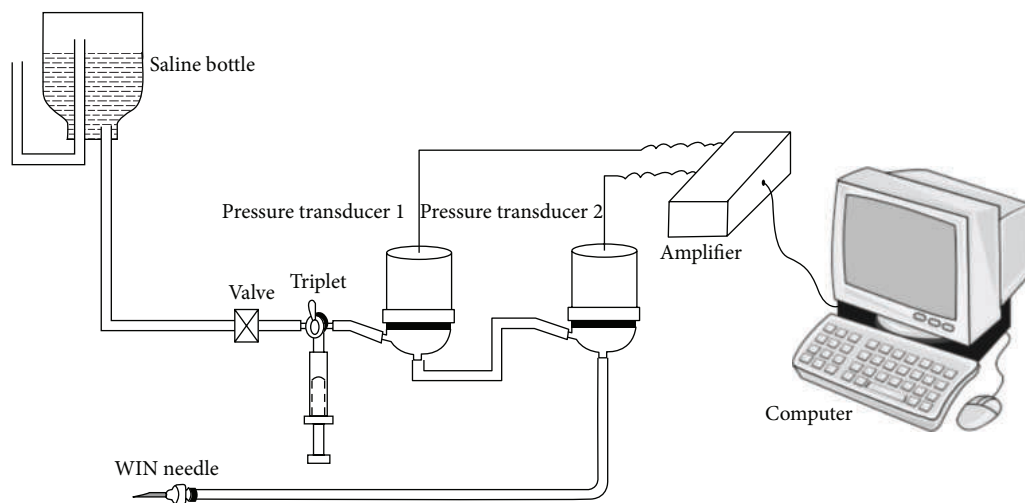 Saline bottle
Pressure transducer 1
Pressure transducer 2
Amplifier
Triplet
Valve
Computer
WIN needle